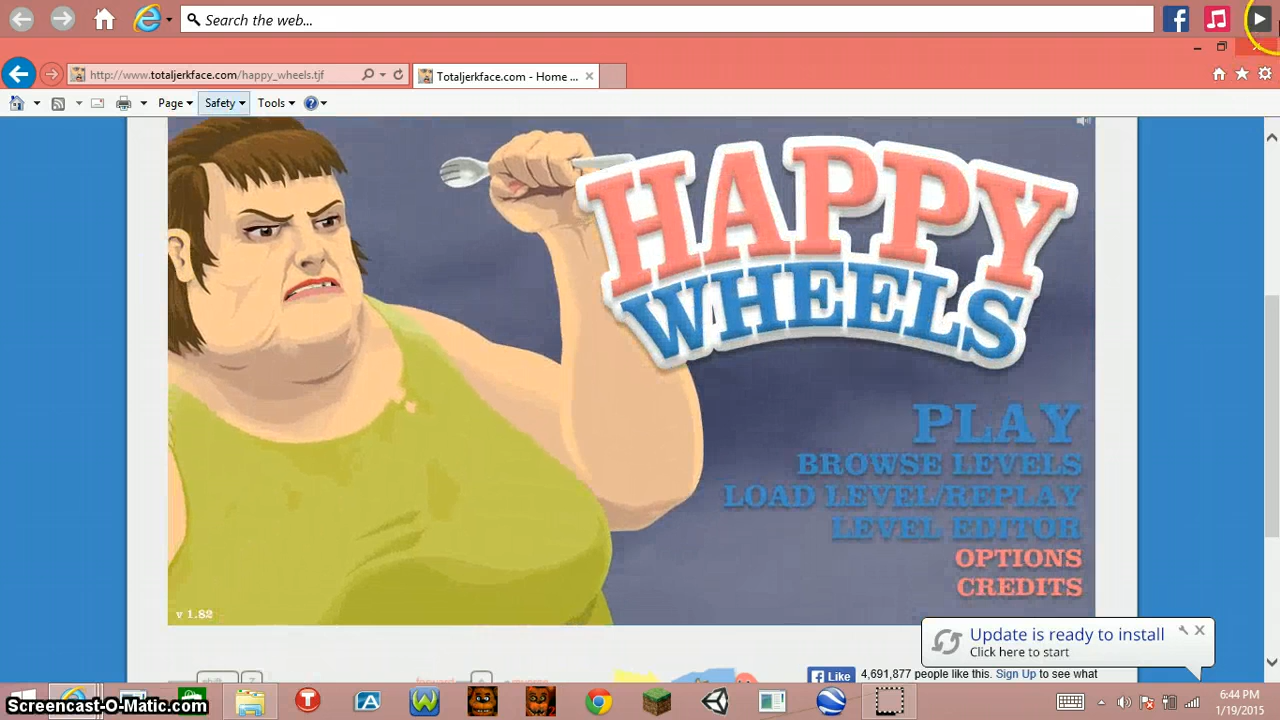 Search the web...
http://www.totaljerkface.com/happy_wheels.tjf
Totaljerkface.com - Home ...
Page Safety Tools
HAPPY
WHEELS
PLAY
BROWSE LEVELS
LOAD LEVEL/REPLAY
LEVEL EDITOR
OPTIONS
CREDITS
v 1.82
Update is ready to install
Click here to start
shift Z forward reverse
Like 4,691,877 people like this. Sign Up to see what
Screencast-O-Matic.com
6:44 PM
1/19/2015